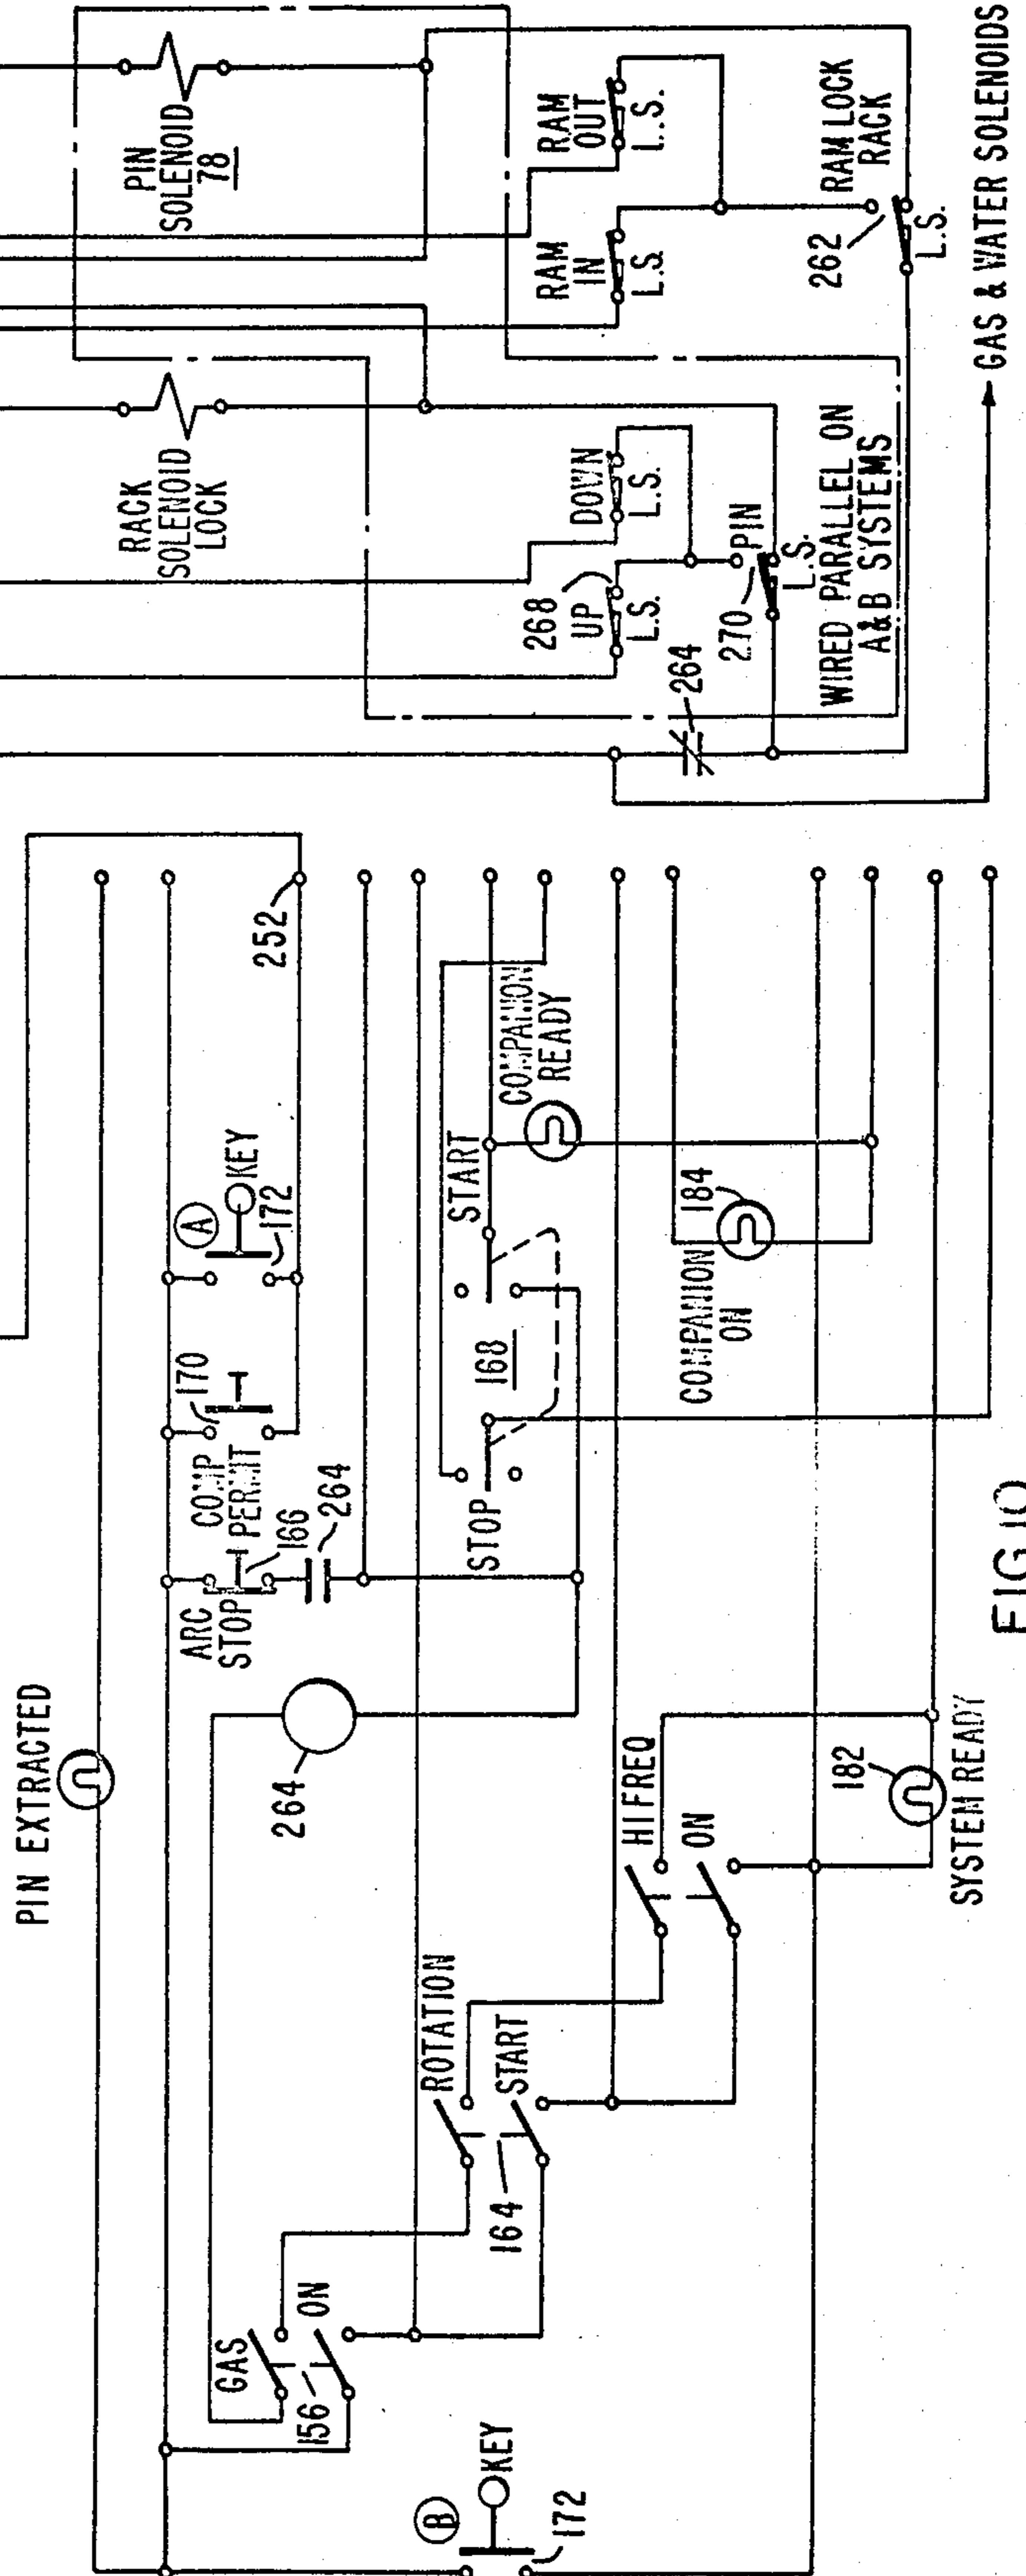 PIN EXTRACTED
GAS
ON
156
B
KEY
172
ROTATION
START
164
HIFREQ
ON
182
SYSTEM READY
264
ARC
STOP
166
264
COMP
PERMIT
170
A
KEY
172
252
STOP
168
START
COMPANION
READY
COMPANION
ON
184
FIG.10
RACK
SOLENOID
LOCK
PIN
SOLENOID
78
268
UP
L.S.
DOWN
L.S.
264
270
PIN
L.S.
WIRED PARALLEL ON
A&B SYSTEMS
RAM
IN
L.S.
RAM
OUT
L.S.
262
RAM LOCK
RACK
L.S.
GAS & WATER SOLENOIDS